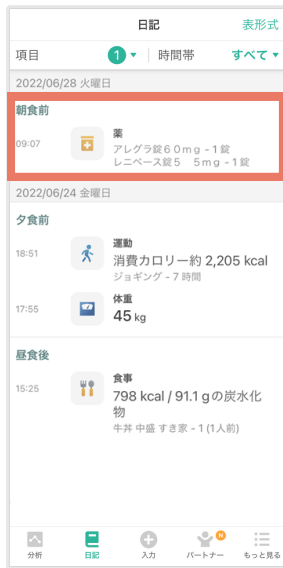 日記 表形式
項目 1 時間帯 すべて
2022/06/28 火曜日
朝食前
09:07 薬
アレグラ錠60mg - 1錠
レニベース錠5 5mg - 1錠
2022/06/24 金曜日
夕食前
18:51 運動
消費カロリー約 2,205 kcal
ジョギング - 7 時間
17:55 体重
45 kg
昼食後
15:25 食事
798 kcal / 91.1 gの炭水化
物
牛丼 中盛 すき家 - 1 (1人前)
N
分析 日記 入力 パートナー もっと見る